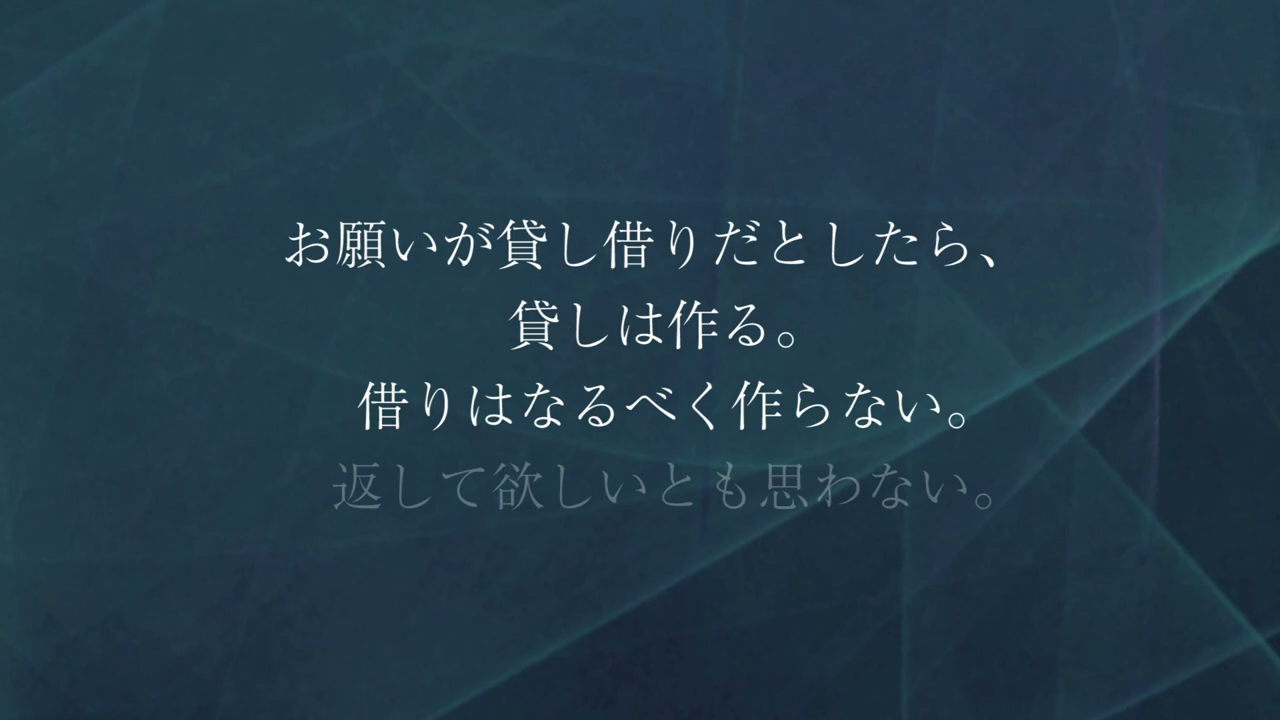 お願いが貸し借りだとしたら、
貸しは作る。
借りはなるべく作らない。
返して欲しいとも思わない。